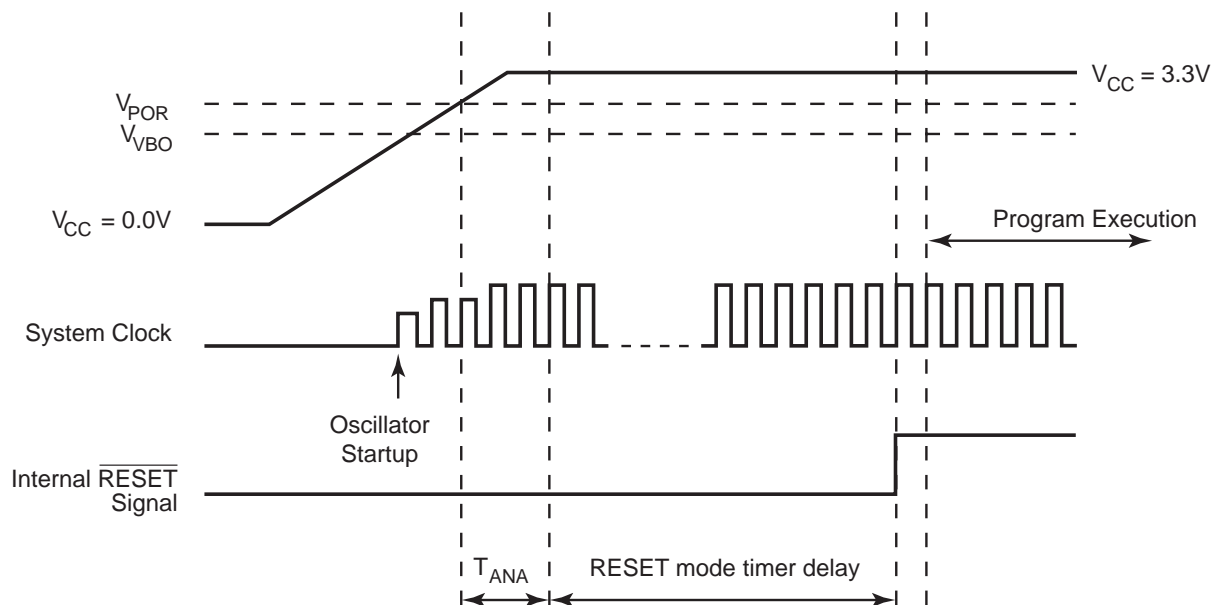 V_CC = 3.3V
V_POR
V_VBO
V_CC = 0.0V
Program Execution
System Clock
Oscillator
Startup
Internal R̅E̅S̅E̅T̅
Signal
T_ANA
RESET mode timer delay